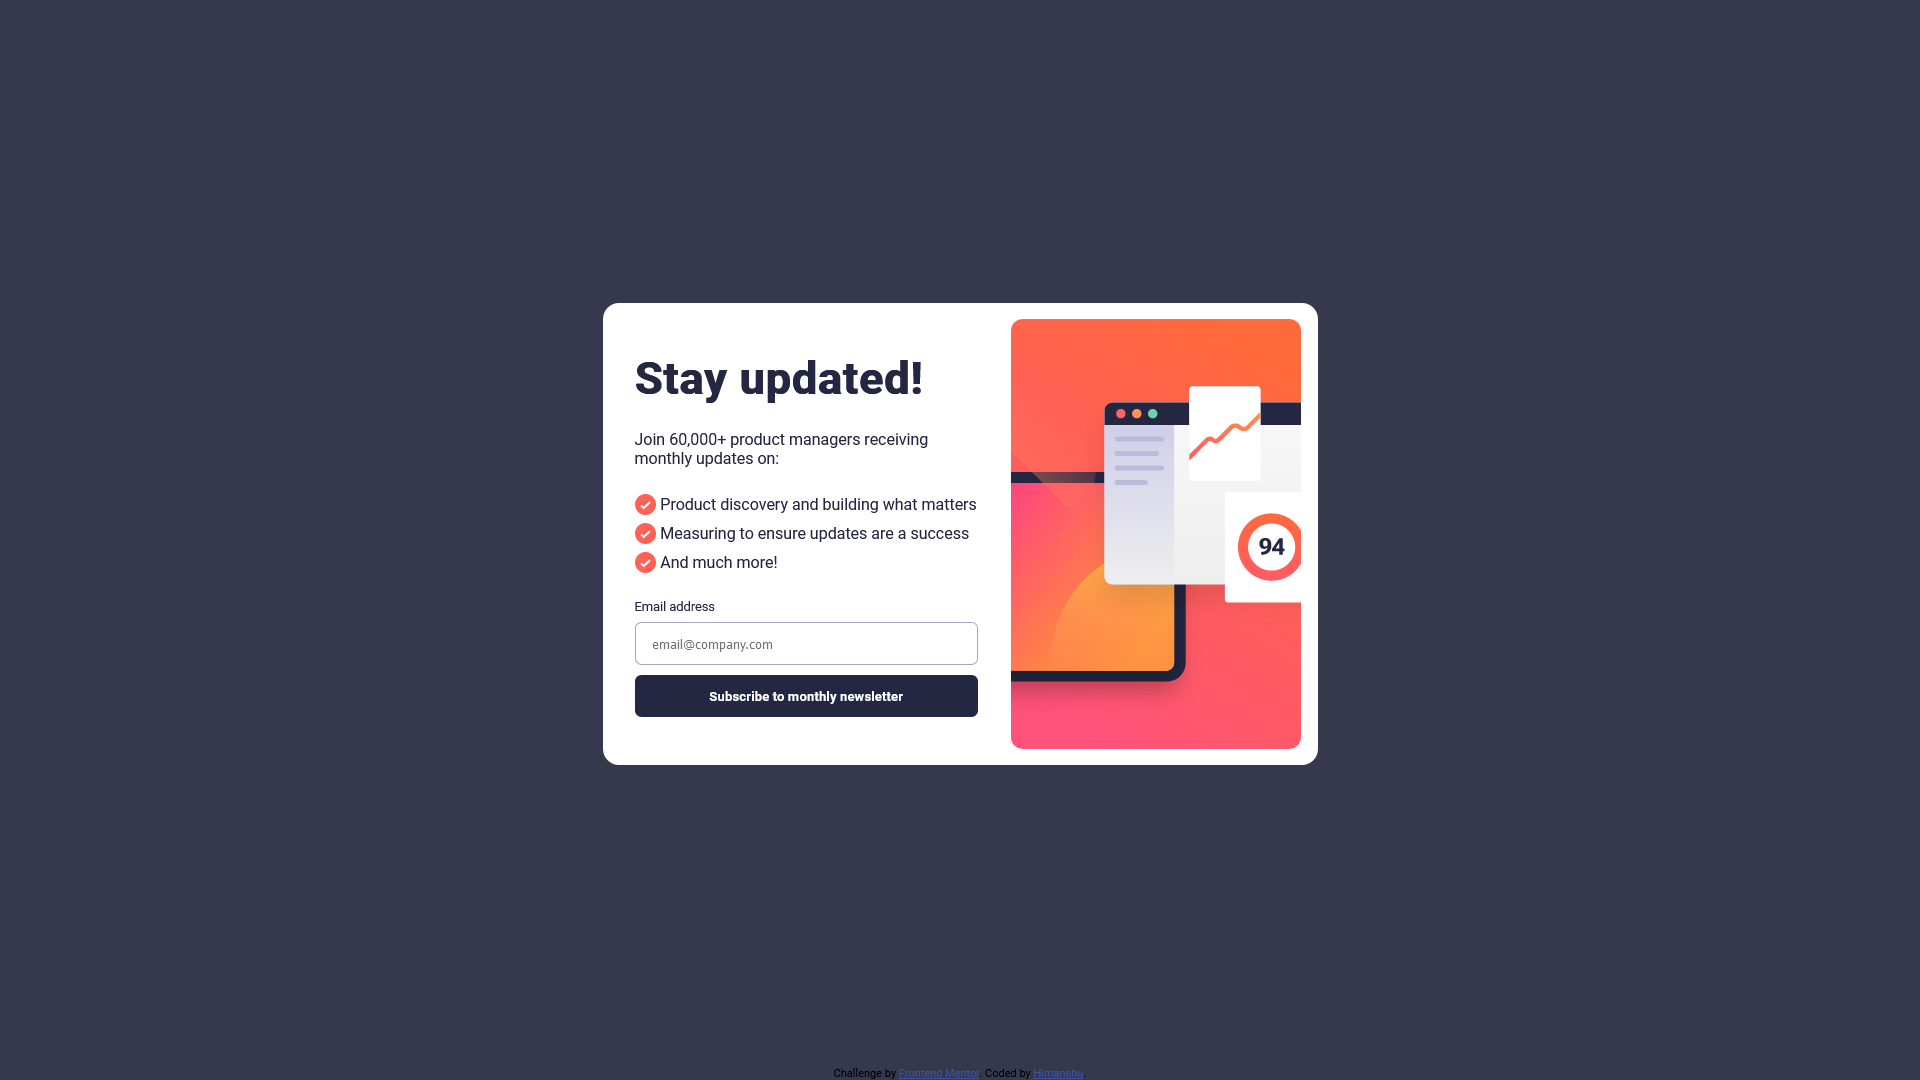 Stay updated!
Join 60,000+ product managers receiving
monthly updates on:
Product discovery and building what matters
Measuring to ensure updates are a success
And much more!
Email address
email@company.com
Subscribe to monthly newsletter
94
Challenge by Frontend Mentor. Coded by Himanshu.